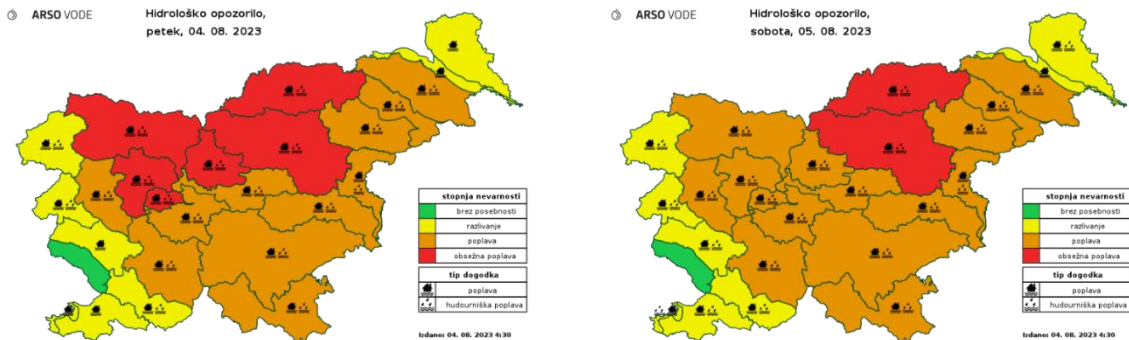 ARSO VODE
Hidrološko opozorilo,
petek, 04. 08. 2023
stopnja nevarnosti
brez posebnosti
razlivanje
poplava
obsežna poplava
tip dogodka
poplava
hudourniška poplava
Izdano: 04. 08. 2023 4:30
ARSO VODE
Hidrološko opozorilo,
sobota, 05. 08. 2023
stopnja nevarnosti
brez posebnosti
razlivanje
poplava
obsežna poplava
tip dogodka
poplava
hudourniška poplava
Izdano: 04. 08. 2023 4:30